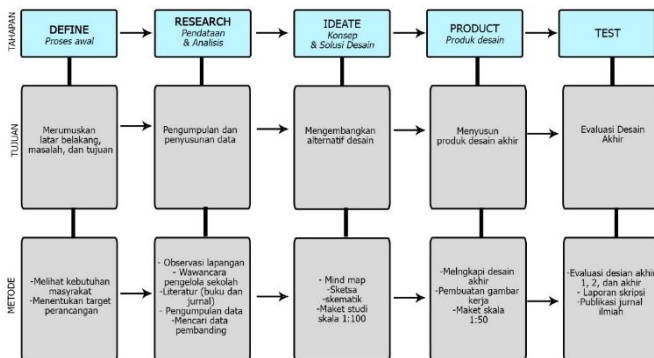 TAHAPAN
DEFINE
Proses awal
RESEARCH
Pendataan
& Analisis
IDEATE
Konsep
& Solusi Desain
PRODUCT
Produk desain
TEST
TUJUAN
Merumuskan
latar belakang,
masalah, dan tujuan
Pengumpulan dan
penyusunan data
Mengembangkan
alternatif desain
Menyusun
produk desain akhir
Evaluasi Desain
Akhir
METODE
-Melihat kebutuhan
masyrakat
-Menentukan target
perancangan
- Observasi lapangan
- Wawancara
pengelola sekolah
-Literatur (buku dan
jurnal)
- Pengumpulan data
- Mencari data
pembanding
- Mind map
- Sketsa
- skematik
- Maket studi
skala 1:100
- Melngkapi desain
akhir
- Pembuatan gambar
kerja
- Maket skala
1:50
-Evaluasi desian akhir
1, 2, dan akhir
- Laporan skripsi
- Publikasi jurnal
ilmiah